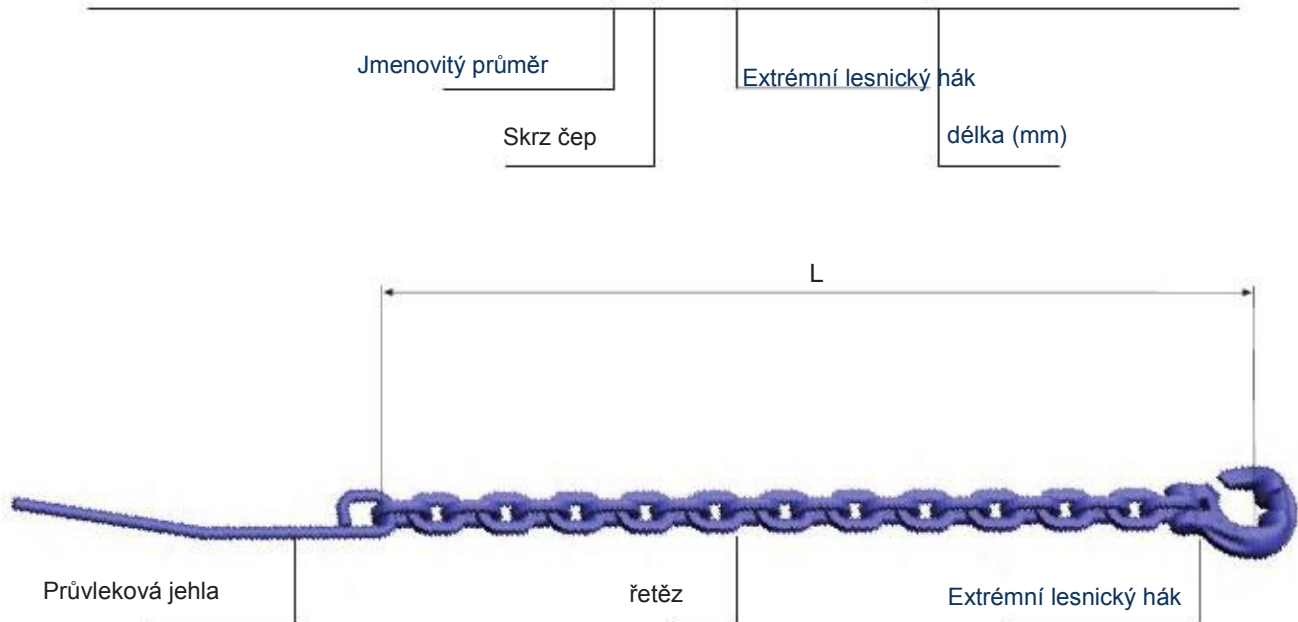 Jmenovitý průměr
Extrémní lesnický hák
Skrz čep
délka (mm)
L
Průvleková jehla
řetěz
Extrémní lesnický hák